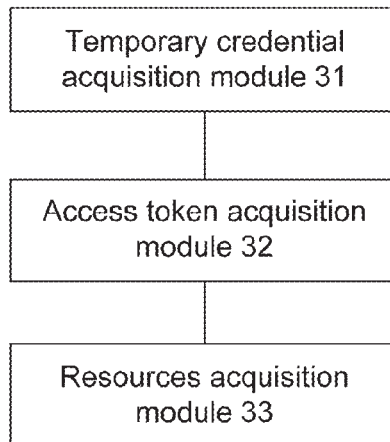 Temporary credential
acquisition module 31
Access token acquisition
module 32
Resources acquisition
module 33